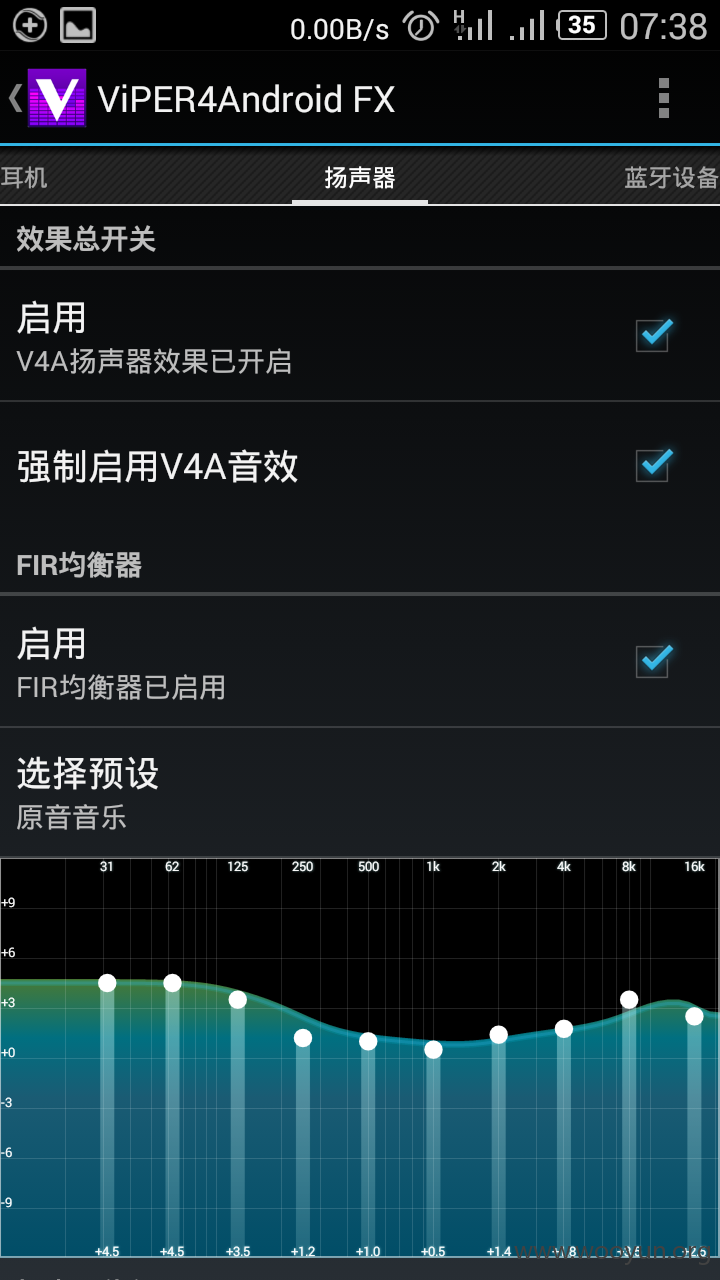 0.00B/s H 35 07:38
ViPER4Android FX
耳机 扬声器 蓝牙设备
效果总开关
启用
V4A扬声器效果已开启
强制启用V4A音效
FIR均衡器
启用
FIR均衡器已启用
选择预设
原音音乐
31 62 125 250 500 1k 2k 4k 8k 16k
+9
+6
+3
+0
-3
-6
-9
+4.5 +4.5 +3.5 +1.2 +1.0 +0.5 +1.4
www.wooyun.org